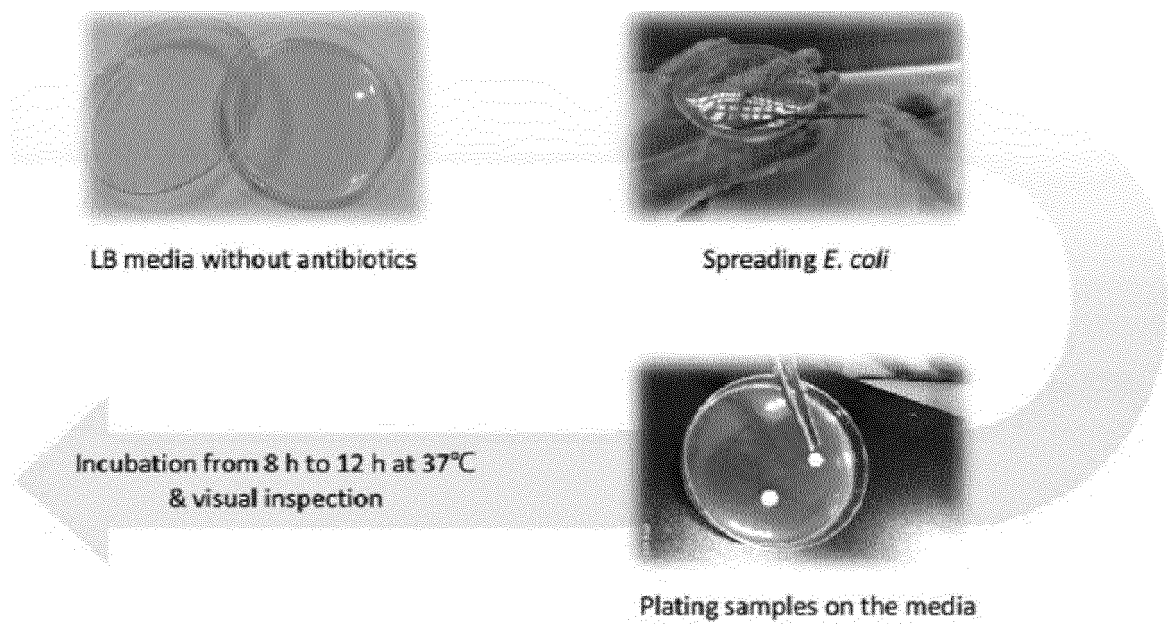 LB media without antibiotics
Spreading E. coli
Plating samples on the media
Incubation from 8 h to 12 h at 37℃
& visual inspection